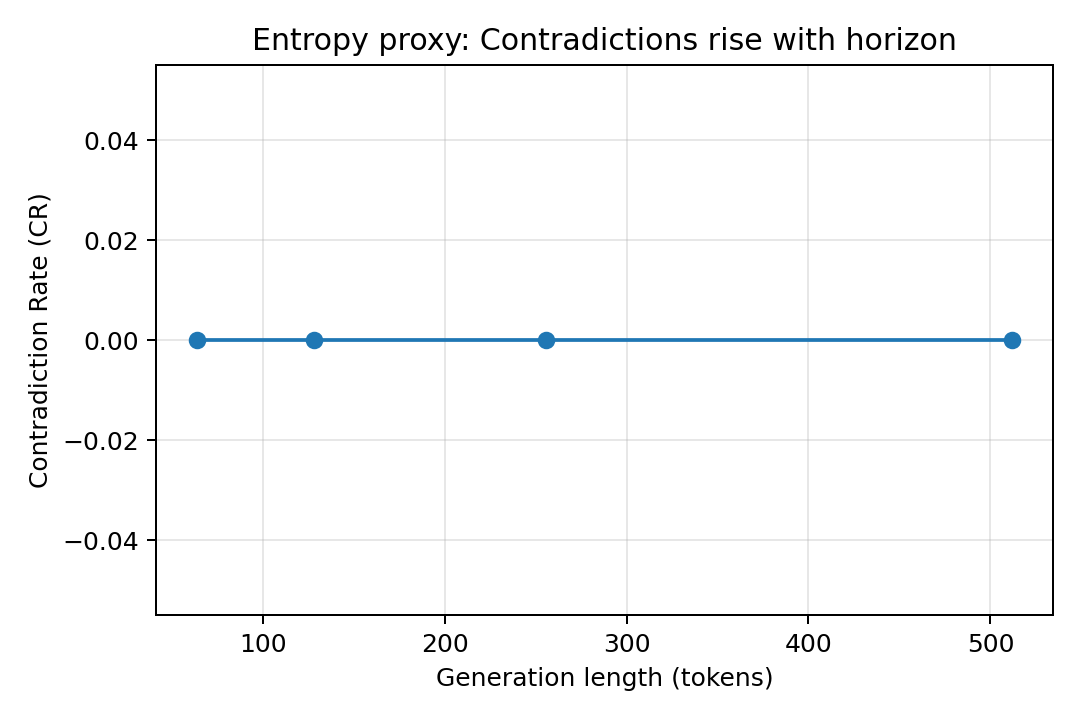 Entropy proxy: Contradictions rise with horizon
Contradiction Rate (CR)
0.04
0.02
0.00
−0.02
−0.04
100 200 300 400 500
Generation length (tokens)